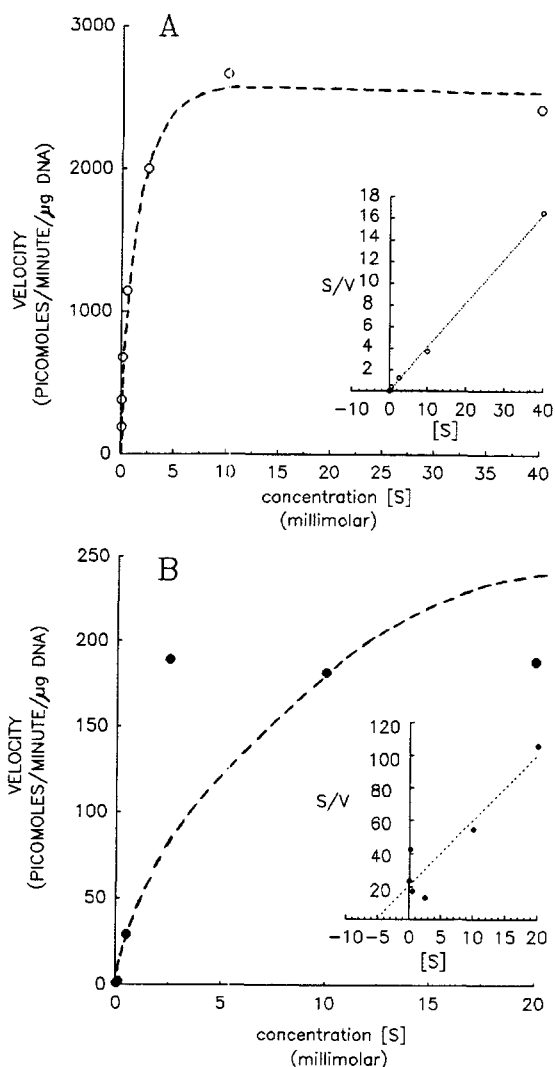 A
3000
2000
1000
0
VELOCITY
(PICOMOLES/MINUTE/µg DNA)
0 5 10 15 20 25 30 35 40
concentration [S]
(millimolar)
18
16
14
12
10
8
6
4
2
S/V
-10 0 10 20 30 40
[S]
B
250
200
150
100
50
0
VELOCITY
(PICOMOLES/MINUTE/µg DNA)
0 5 10 15 20
concentration [S]
(millimolar)
120
100
80
60
40
20
S/V
-10 -5 0 5 10 15 20
[S]